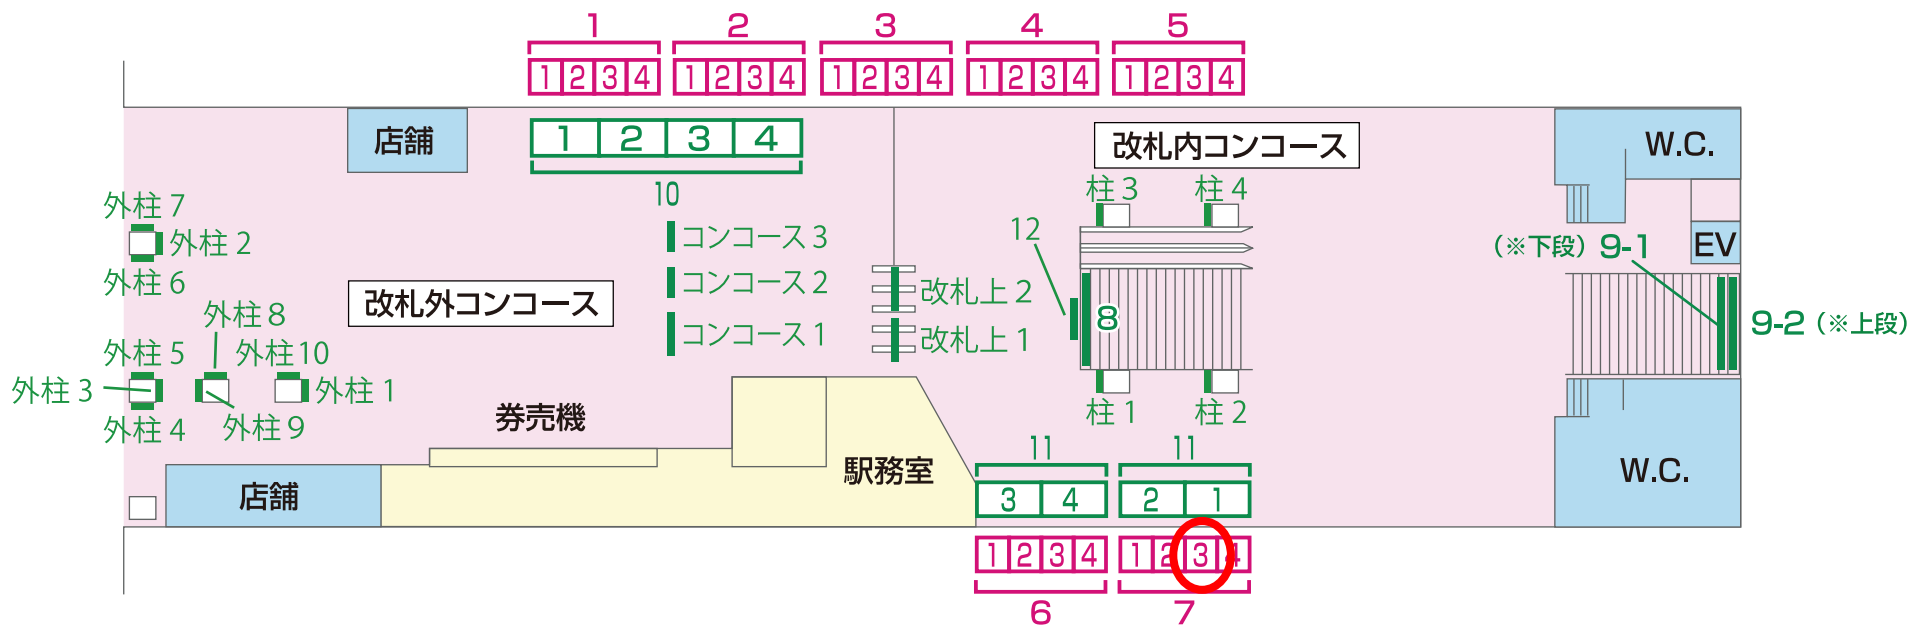 1 2 3 4 5
1 2 3 4 1 2 3 4 1 2 3 4 1 2 3 4 1 2 3 4
店舗
1 2 3 4
10
改札内コンコース
W.C.
外柱 7
外柱 2
外柱 6
コンコース 3
コンコース 2
コンコース 1
改札外コンコース
改札上 2
改札上 1
12
柱 3
柱 4
8
柱 1
柱 2
(※下段) 9-1
EV
9-2 (※上段)
外柱 8
外柱 5
外柱 10
外柱 3
外柱 1
外柱 4
外柱 9
券売機
駅務室
店舗
W.C.
11 11
3 4 2 1
1 2 3 4 1 2 3 4
6 7